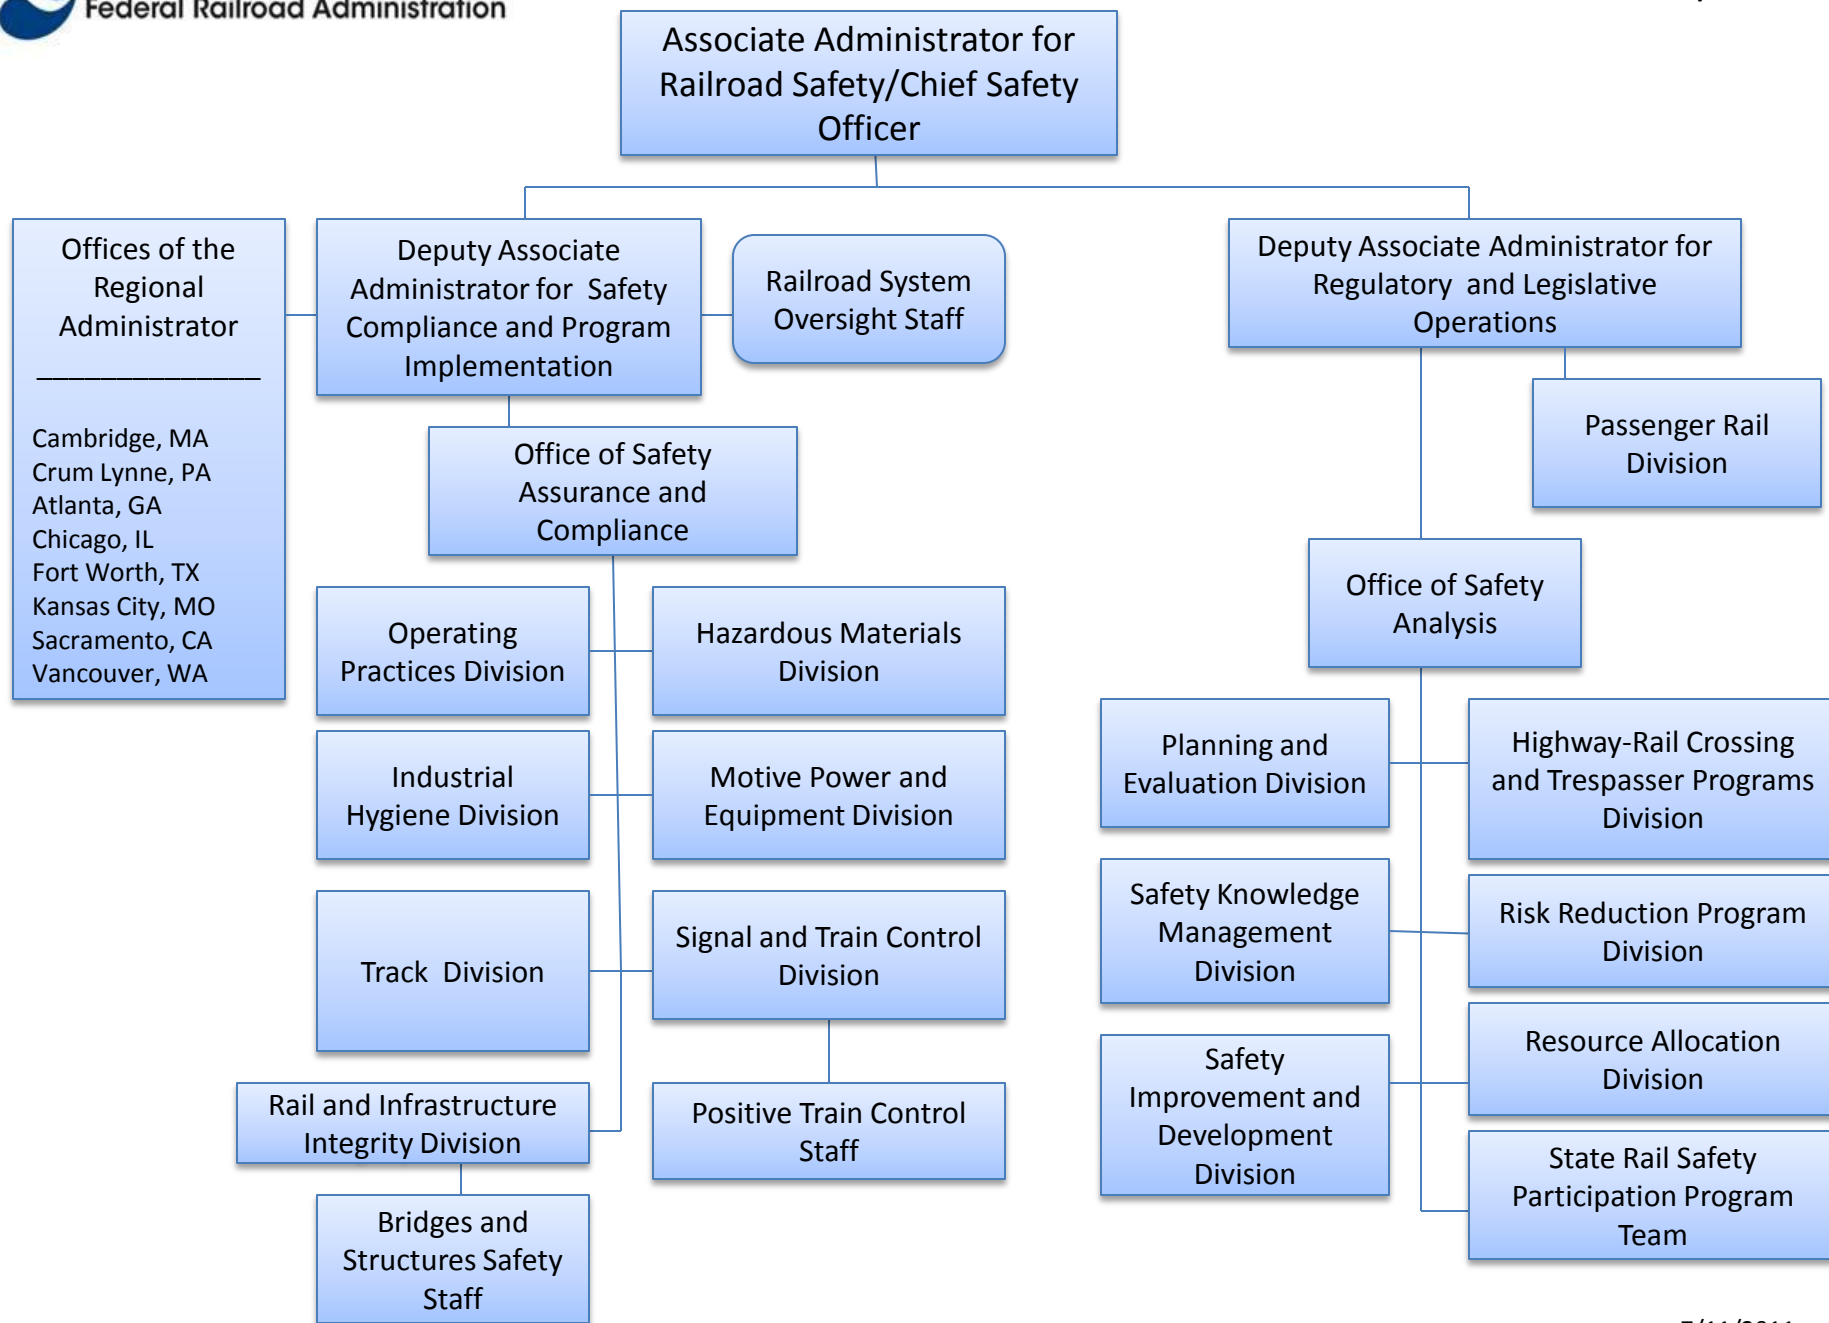 Federal Railroad Administration
Associate Administrator for
Railroad Safety/Chief Safety
Officer
Offices of the
Regional
Administrator
Cambridge, MA
Crum Lynne, PA
Atlanta, GA
Chicago, IL
Fort Worth, TX
Kansas City, MO
Sacramento, CA
Vancouver, WA
Deputy Associate
Administrator for Safety
Compliance and Program
Implementation
Railroad System
Oversight Staff
Deputy Associate Administrator for
Regulatory and Legislative
Operations
Passenger Rail
Division
Office of Safety
Assurance and
Compliance
Operating
Practices Division
Hazardous Materials
Division
Industrial
Hygiene Division
Motive Power and
Equipment Division
Track Division
Signal and Train Control
Division
Rail and Infrastructure
Integrity Division
Positive Train Control
Staff
Bridges and
Structures Safety
Staff
Office of Safety
Analysis
Planning and
Evaluation Division
Highway-Rail Crossing
and Trespasser Programs
Division
Safety Knowledge
Management
Division
Risk Reduction Program
Division
Safety
Improvement and
Development
Division
Resource Allocation
Division
State Rail Safety
Participation Program
Team